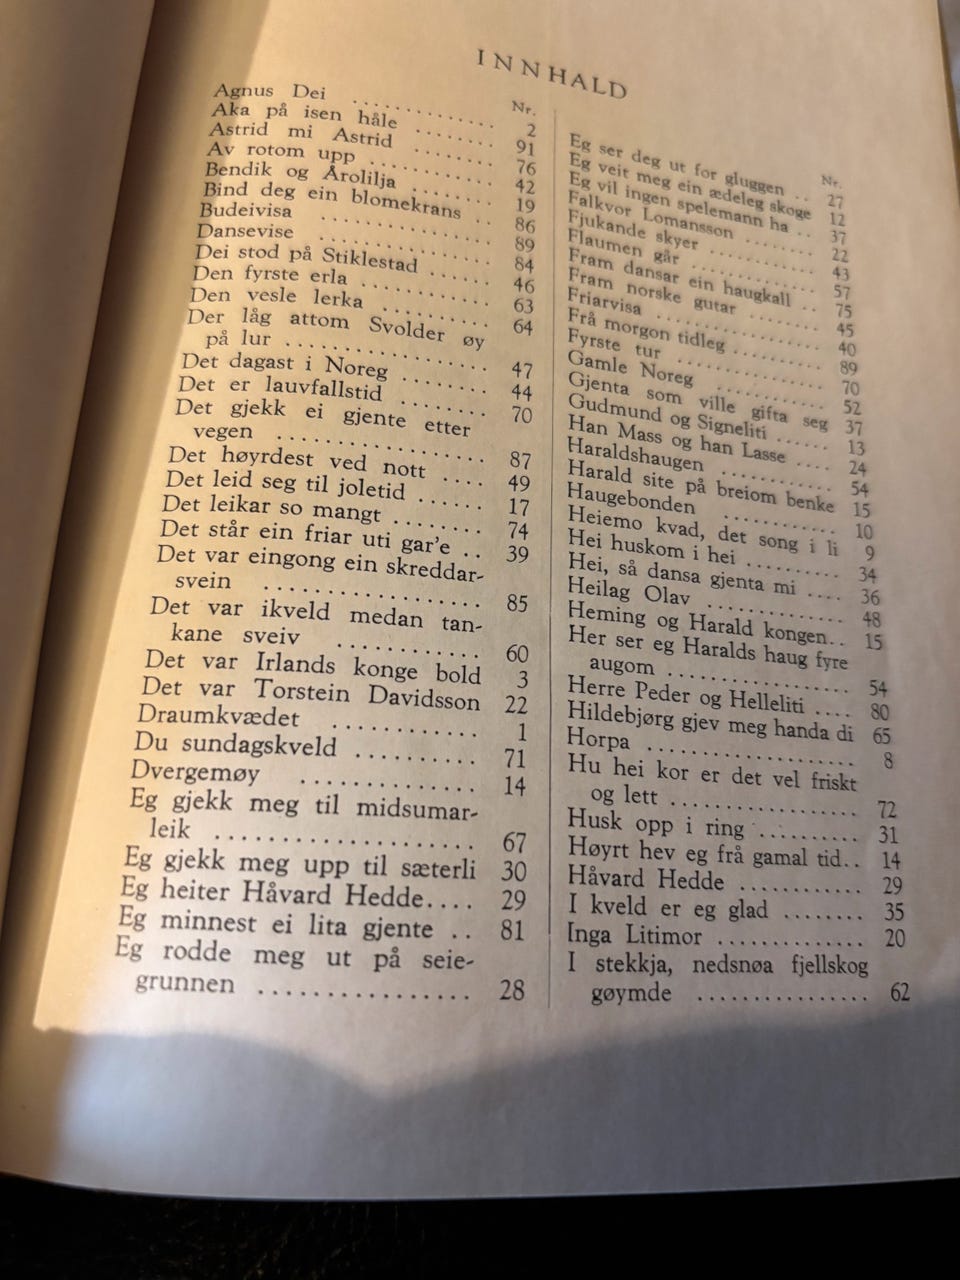 INNHALD
Nr.
Agnus Dei .............. 2
Aka på isen håle ........ 91
Astrid mi Astrid ........ 76
Av rotom upp ............ 42
Bendik og Årolilja ....... 19
Bind deg ein blomekrans .. 86
Budeivisa ............... 89
Dansevise ............... 84
Dei stod på Stiklestad ..... 46
Den fyrste erla .......... 63
Den vesle lerka .......... 64
Der låg attom Svolder øy
på lur ................. 47
Det dagast i Noreg ........ 44
Det er lauvfallstid ........ 70
Det gjekk ei gjente etter
vegen ................. 87
Det høyrdest ved nott .... 49
Det leid seg til joletid ...... 17
Det leikar so mangt ........ 74
Det står ein friar uti gar'e .. 39
Det var eingong ein skreddar-
svein .................. 85
Det var ikveld medan tan-
kane sveiv ............ 60
Det var Irlands konge bold 3
Det var Torstein Davidsson 22
Draumkvædet ........... 1
Du sundagskveld ......... 71
Dvergemøy ............. 14
Eg gjekk meg til midsumar-
leik .................... 67
Eg gjekk meg upp til sæterli 30
Eg heiter Håvard Hedde.... 29
Eg minnest ei lita gjente .. 81
Eg rodde meg ut på seie-
grunnen ................ 28
Nr.
Eg ser deg ut for gluggen .. 27
Eg veit meg ein ædeleg skoge 12
Eg vil ingen spelemann ha .. 37
Falkvor Lomansson ........ 22
Fjukande skyer ............ 43
Flaumen går ............. 57
Fram dansar ein haugkall .. 75
Fram norske gutar ........ 45
Friarvisa ................ 40
Frå morgon tidleg ......... 89
Fyrste tur ............... 70
Gamle Noreg ............ 52
Gjenta som ville gifta seg 37
Gudmund og Signeliti ...... 13
Han Mass og han Lasse .... 24
Haraldshaugen ............ 54
Harald site på breiom benke 15
Haugebonden ............ 10
Heiemo kvad, det song i li 9
Hei huskom i hei .......... 34
Hei, så dansa gjenta mi .... 36
Heilag Olav .............. 48
Heming og Harald kongen.. 15
Her ser eg Haralds haug fyre
augom .................. 54
Herre Peder og Helleliti .... 80
Hildebjørg gjev meg handa di 65
Horpa .................. 8
Hu hei kor er det vel friskt
og lett ................. 72
Husk opp i ring .......... 31
Høyrt hev eg frå gamal tid.. 14
Håvard Hedde ............ 29
I kveld er eg glad ........ 35
Inga Litimor .............. 20
I stekkja, nedsnøa fjellskog
gøymde ................ 62